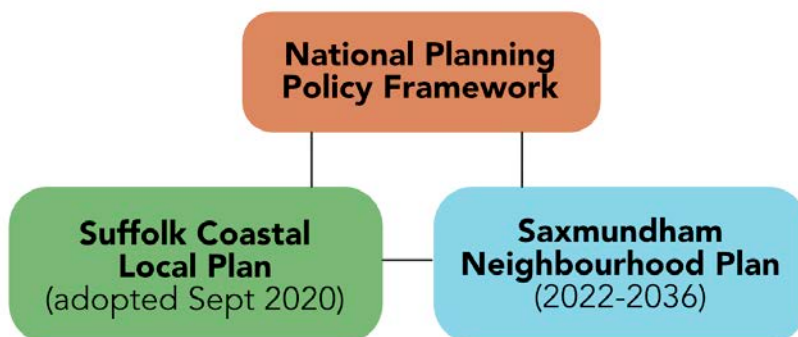 National Planning
Policy Framework
Suffolk Coastal
Local Plan
(adopted Sept 2020)
Saxmundham
Neighbourhood Plan
(2022-2036)